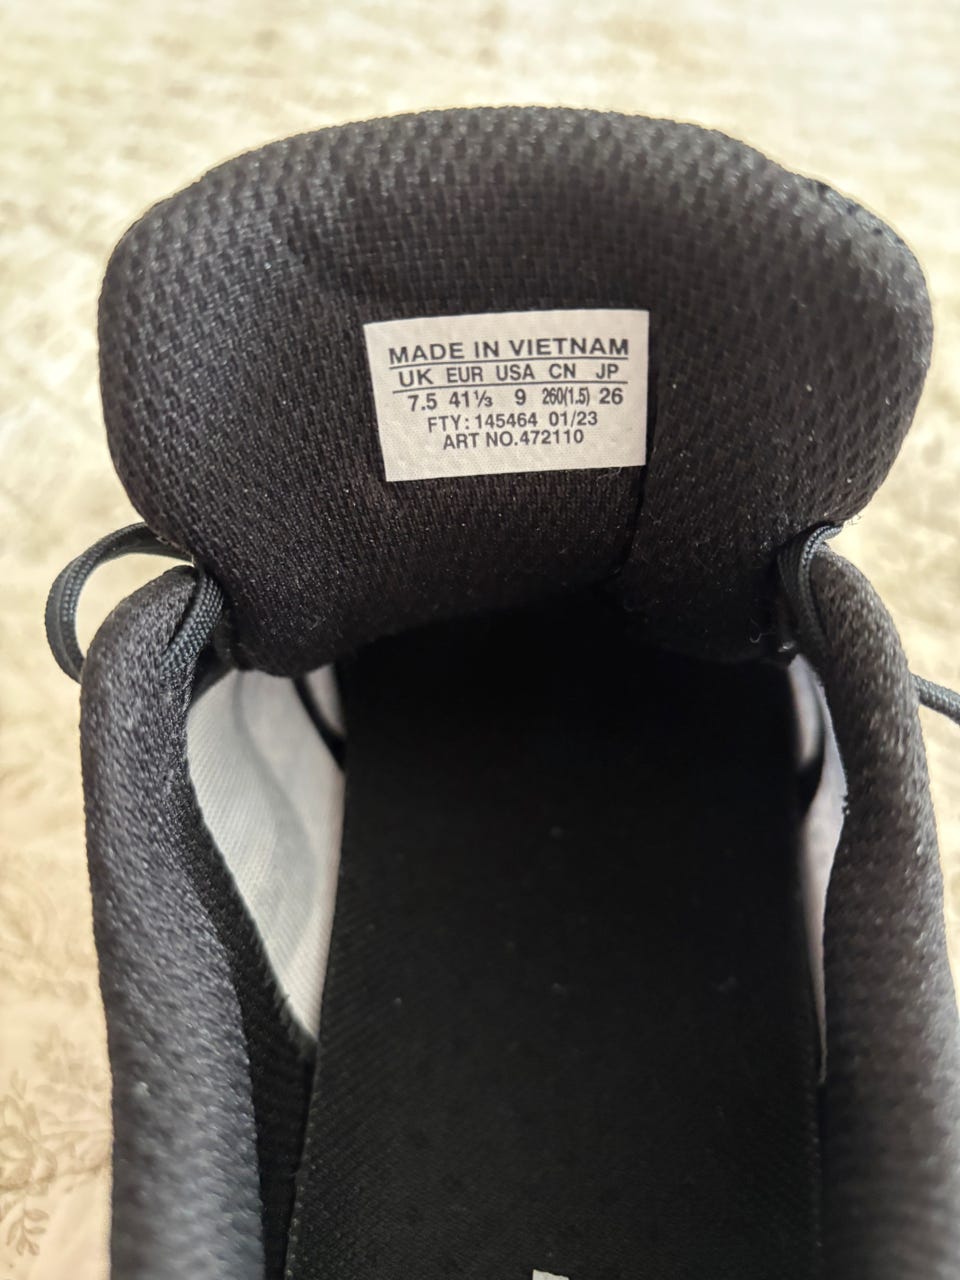 MADE IN VIETNAM
UK EUR USA CN JP
7.5 41⅓ 9 260(1.5) 26
FTY: 145464 01/23
ART NO.472110